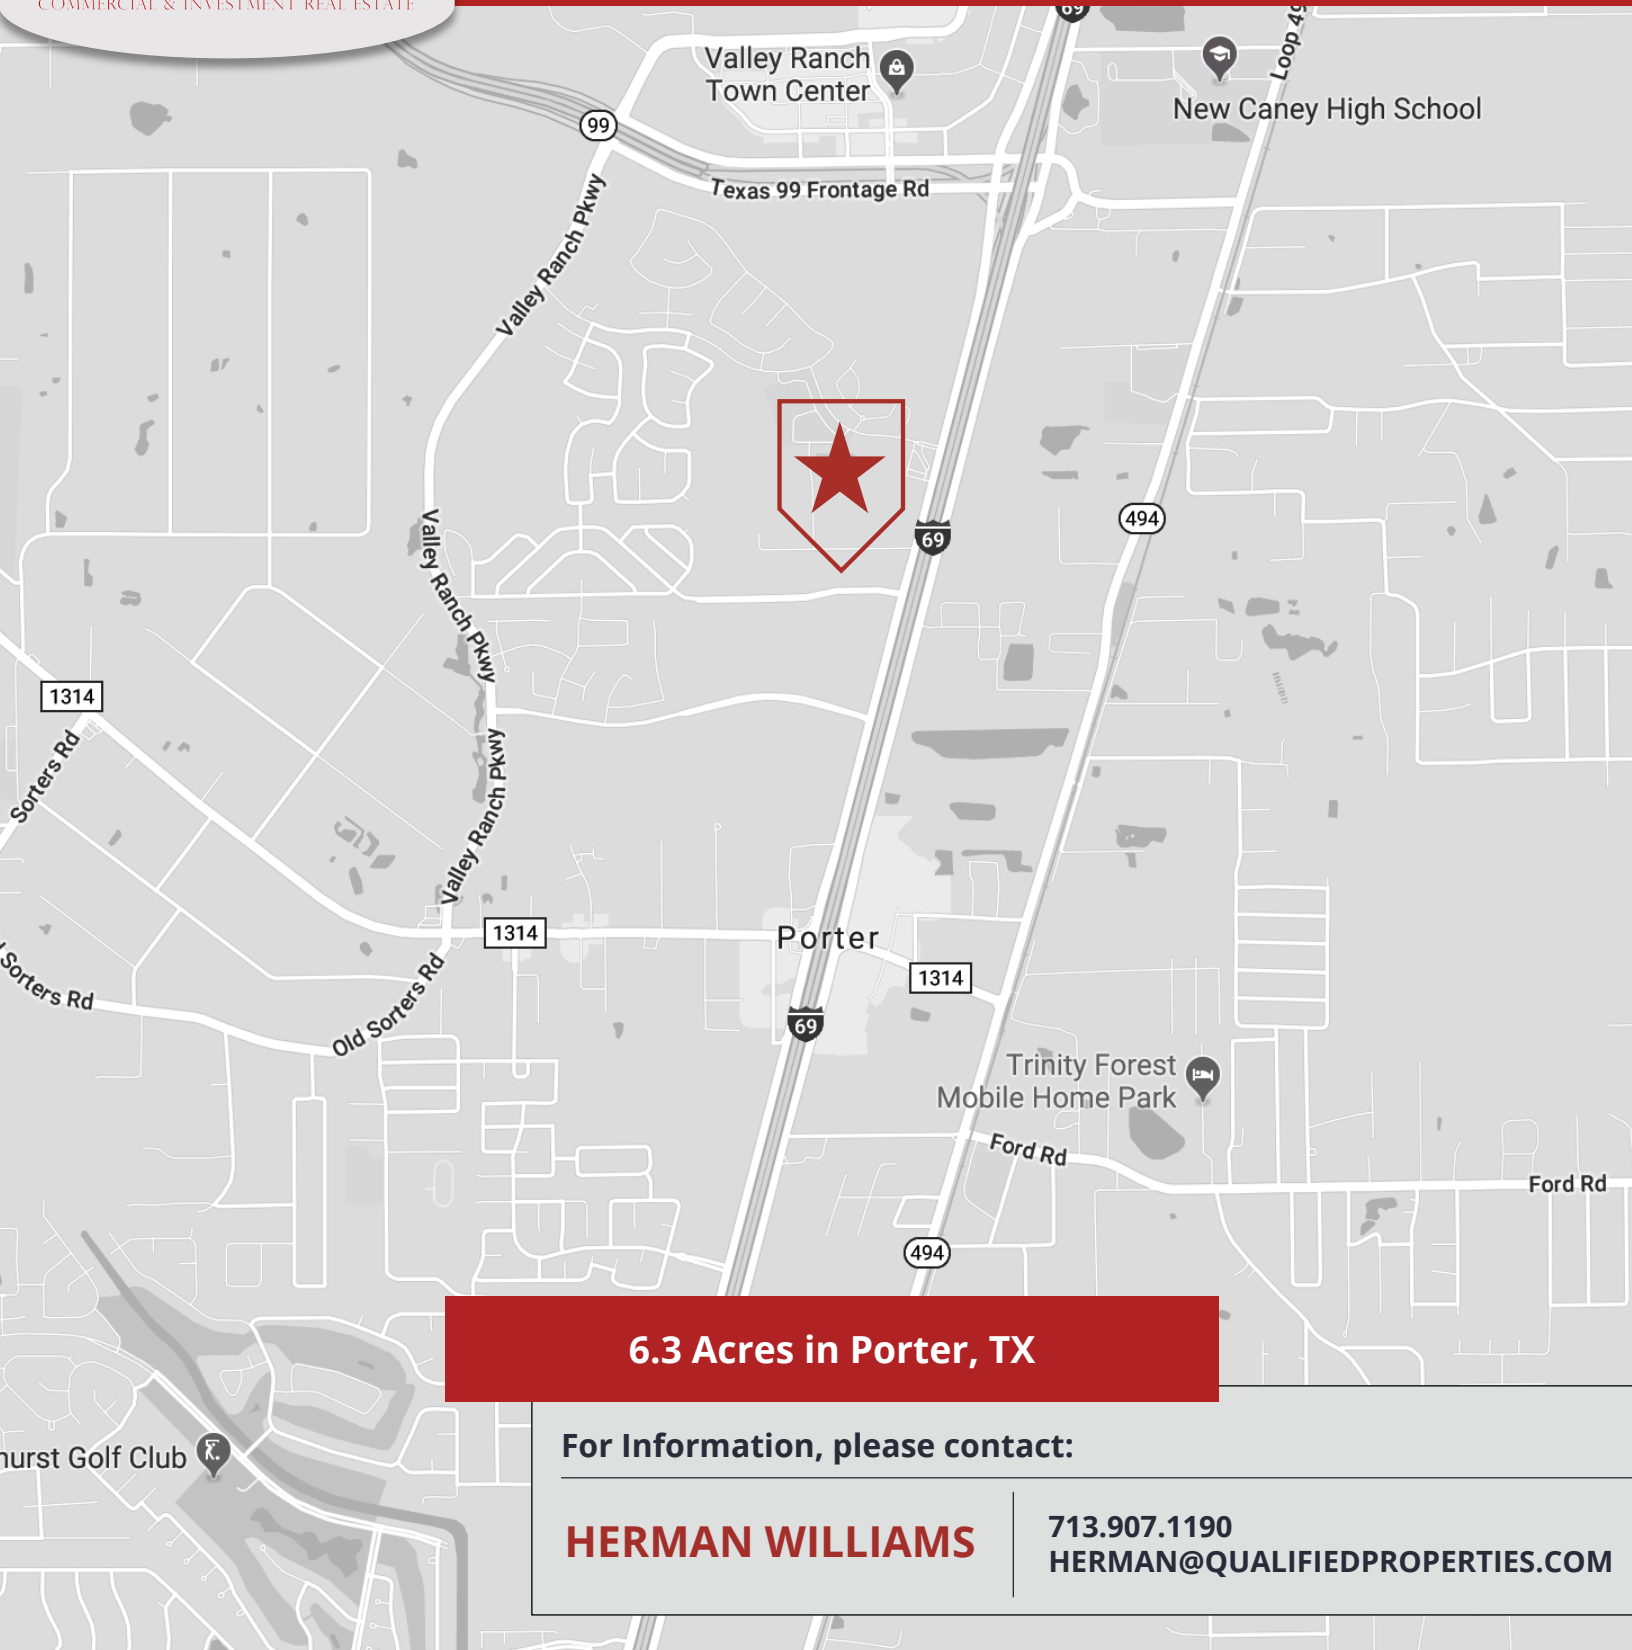 COMMERCIAL & INVESTMENT REAL ESTATE
69
Loop 49
Valley Ranch
Town Center
New Caney High School
99
Texas 99 Frontage Rd
Valley Ranch Pkwy
69
494
Valley Ranch Pkwy
1314
Sorters Rd
Valley Ranch Pkwy
1314
Porter
1314
Sorters Rd
Old Sorters Rd
69
Trinity Forest
Mobile Home Park
Ford Rd
Ford Rd
494
6.3 Acres in Porter, TX
For Information, please contact:
hurst Golf Club
HERMAN WILLIAMS
713.907.1190
HERMAN@QUALIFIEDPROPERTIES.COM